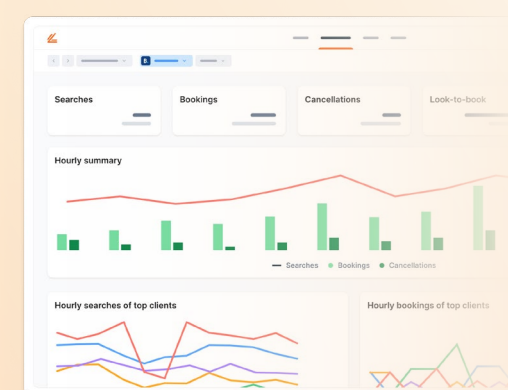 Searches
Bookings
Cancellations
Look-to-book
B.
Hourly summary
Searches
Bookings
Cancellations
Hourly searches of top clients
Hourly bookings of top clients